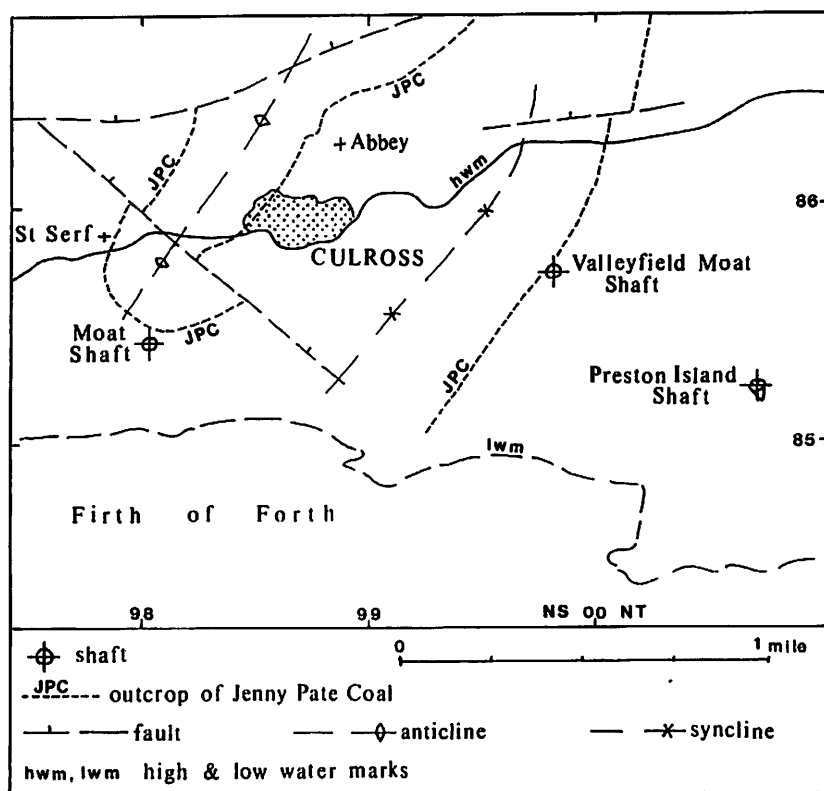 JPC
JPC
Abbey
hwm
86
St Serf
CULROSS
Valleyfield Moat
Shaft
Moat
Shaft
JPC
JPC
Preston Island
Shaft
85
lwm
Firth of Forth
98
99
NS 00 NT
shaft
0
1 mile
JPC
outcrop of Jenny Pate Coal
fault
anticline
syncline
hwm, lwm high & low water marks